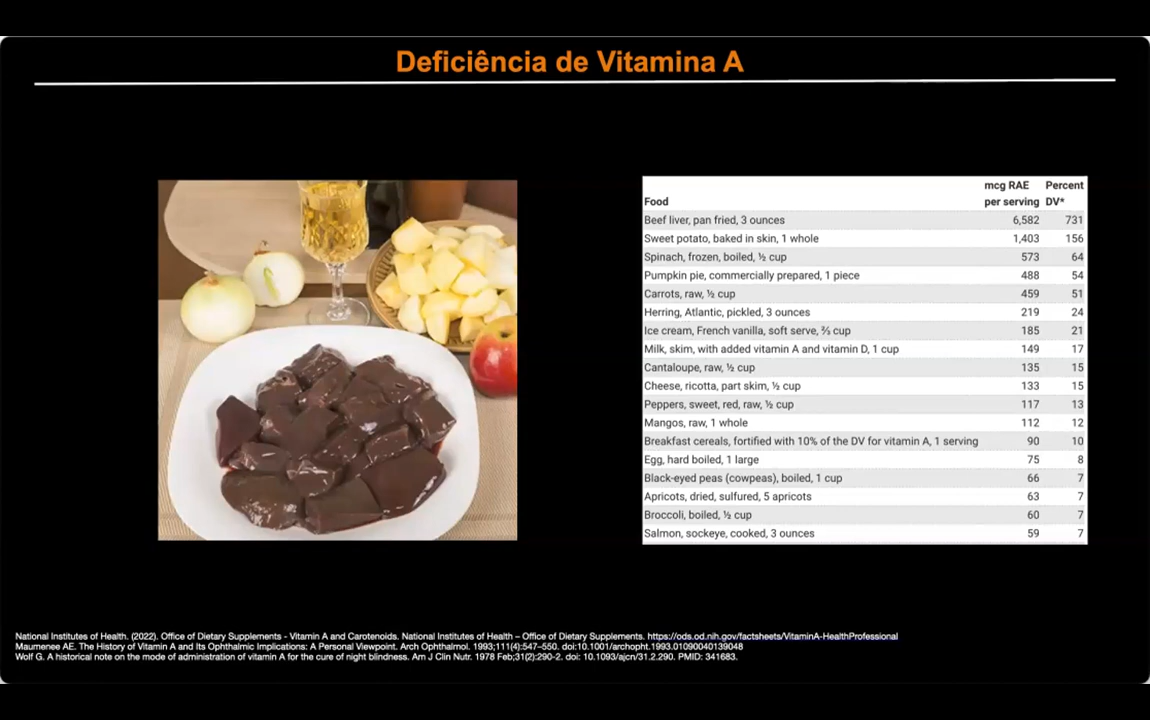 Deficiência de Vitamina A
Food mcg RAE per serving Percent DV*
Beef liver, pan fried, 3 ounces 6,582 731
Sweet potato, baked in skin, 1 whole 1,403 156
Spinach, frozen, boiled, ½ cup 573 64
Pumpkin pie, commercially prepared, 1 piece 488 54
Carrots, raw, ½ cup 459 51
Herring, Atlantic, pickled, 3 ounces 219 24
Ice cream, French vanilla, soft serve, ⅔ cup 185 21
Milk, skim, with added vitamin A and vitamin D, 1 cup 149 17
Cantaloupe, raw, ½ cup 135 15
Cheese, ricotta, part skim, ½ cup 133 15
Peppers, sweet, red, raw, ½ cup 117 13
Mangos, raw, 1 whole 112 12
Breakfast cereals, fortified with 10% of the DV for vitamin A, 1 serving 90 10
Egg, hard boiled, 1 large 75 8
Black-eyed peas (cowpeas), boiled, 1 cup 66 7
Apricots, dried, sulfured, 5 apricots 63 7
Broccoli, boiled, ½ cup 60 7
Salmon, sockeye, cooked, 3 ounces 59 7
National Institutes of Health. (2022). Office of Dietary Supplements - Vitamin A and Carotenoids. National Institutes of Health – Office of Dietary Supplements. https://ods.od.nih.gov/factsheets/VitaminA-HealthProfessional
Maumenee AE. The History of Vitamin A and Its Ophthalmic Implications: A Personal Viewpoint. Arch Ophthalmol. 1993;111(4):547–550. doi:10.1001/archopht.1993.01090040139048
Wolf G. A historical note on the mode of administration of vitamin A for the cure of night blindness. Am J Clin Nutr. 1978 Feb;31(2):290-2. doi: 10.1093/ajcn/31.2.290. PMID: 341683.